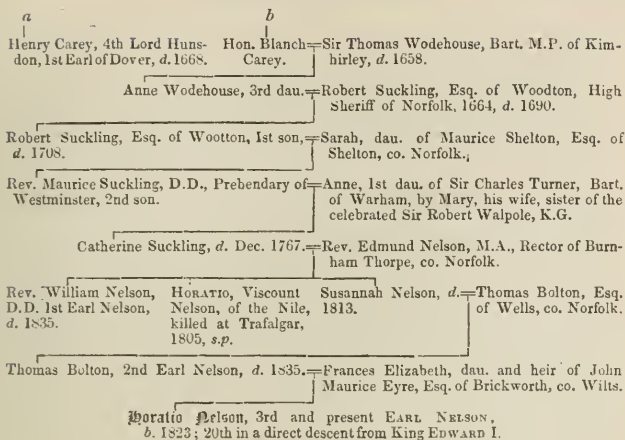 a b
Henry Carey, 4th Lord Huns- Hon. Blanch=Sir Thomas Wodehouse, Bart. M.P. of Kim-
don, 1st Earl of Dover, d. 1668. Carey. hirley, d. 1658.
Anne Wodehouse, 3rd dau.=Robert Suckling, Esq. of Woodton, High
Sheriff of Norfolk, 1664, d. 1690.
Robert Suckling, Esq. of Wootton, 1st son,=Sarah, dau. of Maurice Shelton, Esq. of
d. 1708. Shelton, co. Norfolk.
Rev. Maurice Suckling, D.D., Prebendary of=Anne, 1st dau. of Sir Charles Turner, Bart.
Westminster, 2nd son. of Warham, by Mary, his wife, sister of the
celebrated Sir Robert Walpole, K.G.
Catherine Suckling, d. Dec. 1767.=Rev. Edmund Nelson, M.A., Rector of Burn-
ham Thorpe, co. Norfolk.
Rev. William Nelson, HORATIO, Viscount Susannah Nelson, d.=Thomas Bolton, Esq.
D.D. 1st Earl Nelson, Nelson, of the Nile, 1813. of Wells, co. Norfolk.
d. 1835. killed at Trafalgar,
1805, s.p.
Thomas Bolton, 2nd Earl Nelson, d. 1835.=Frances Elizabeth, dau. and heir of John
Maurice Eyre, Esq. of Brickworth, co. Wilts.
Horatio Nelson, 3rd and present EARL NELSON,
b. 1823; 20th in a direct descent from King EDWARD I.